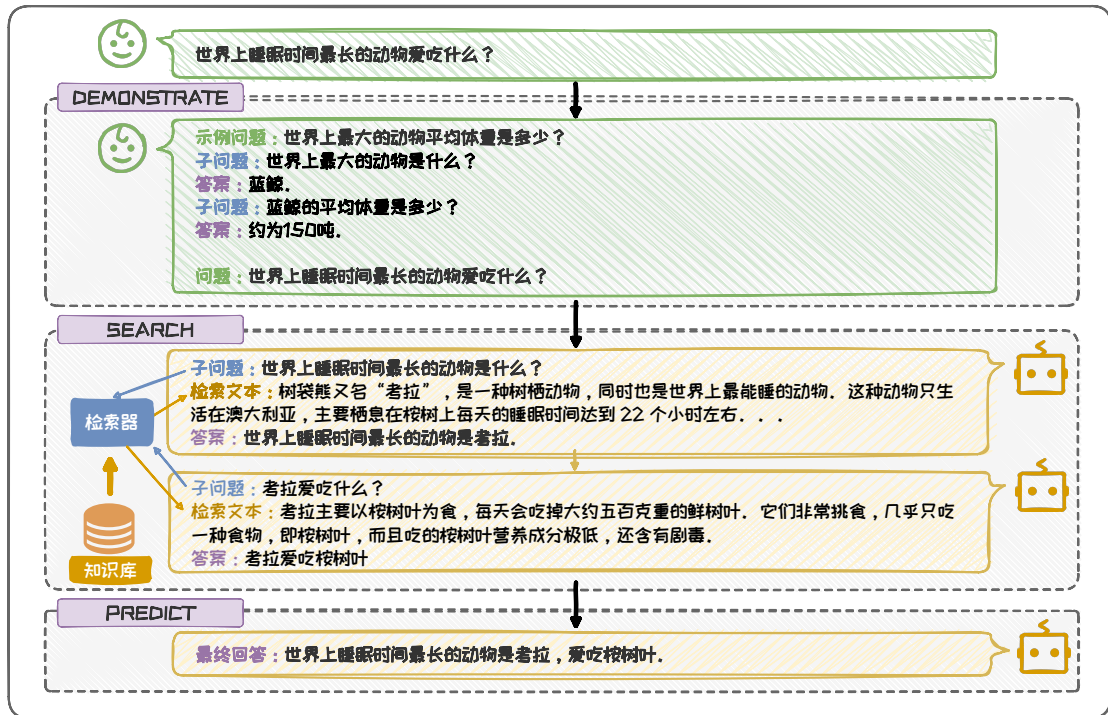 世界上睡眠时间最长的动物爱吃什么？
DEMONSTRATE
示例问题：世界上最大的动物平均体重是多少？
子问题：世界上最大的动物是什么？
答案：蓝鲸.
子问题：蓝鲸的平均体重是多少？
答案：约为150吨.
问题：世界上睡眠时间最长的动物爱吃什么？
SEARCH
子问题：世界上睡眠时间最长的动物是什么？
检索文本：树袋熊又名“考拉”，是一种树栖动物，同时也是世界上最能睡的动物. 这种动物只生
活在澳大利亚，主要栖息在桉树上每天的睡眠时间达到 22 个小时左右. . .
答案：世界上睡眠时间最长的动物是考拉.
检索器
子问题：考拉爱吃什么？
检索文本：考拉主要以桉树叶为食，每天会吃掉大约五百克重的鲜树叶. 它们非常挑食，几乎只吃
一种食物，即桉树叶，而且吃的桉树叶营养成分极低，还含有剧毒.
答案：考拉爱吃桉树叶
知识库
PREDICT
最终回答：世界上睡眠时间最长的动物是考拉，爱吃桉树叶.